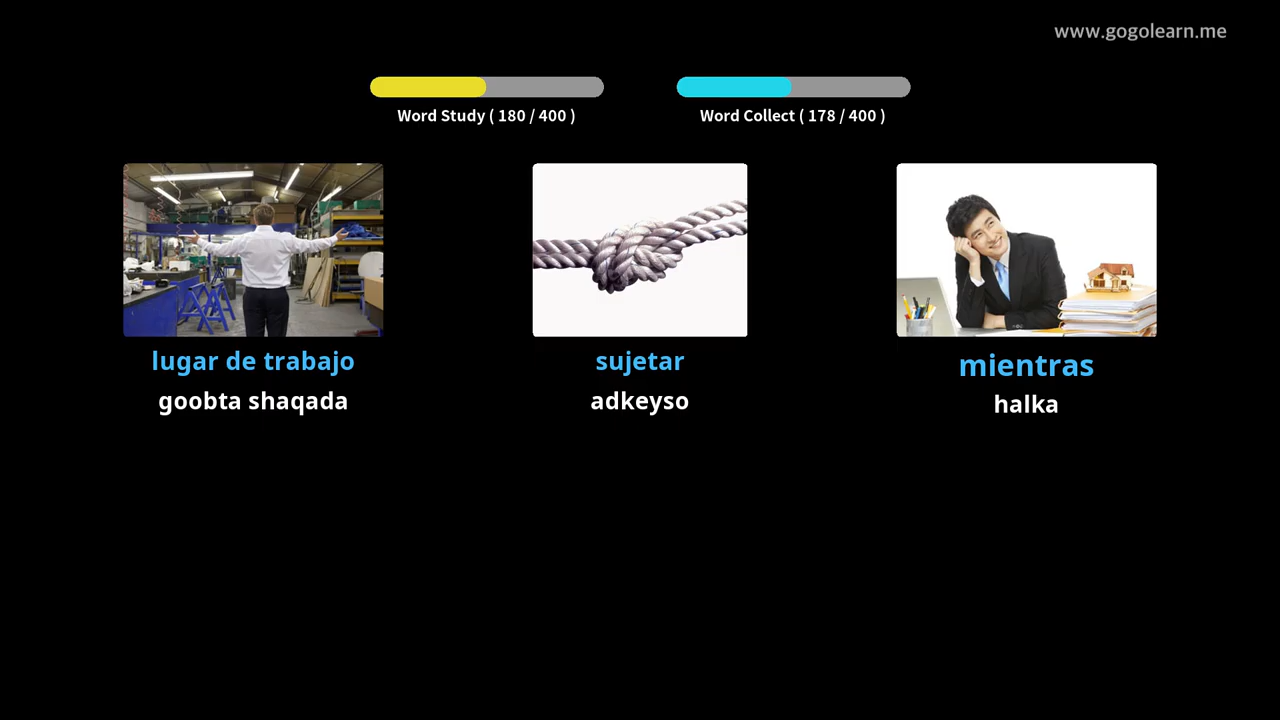 www.gogolearn.me
Word Study ( 180 / 400 )
Word Collect ( 178 / 400 )
lugar de trabajo
goobta shaqada
sujetar
adkeyso
mientras
halka